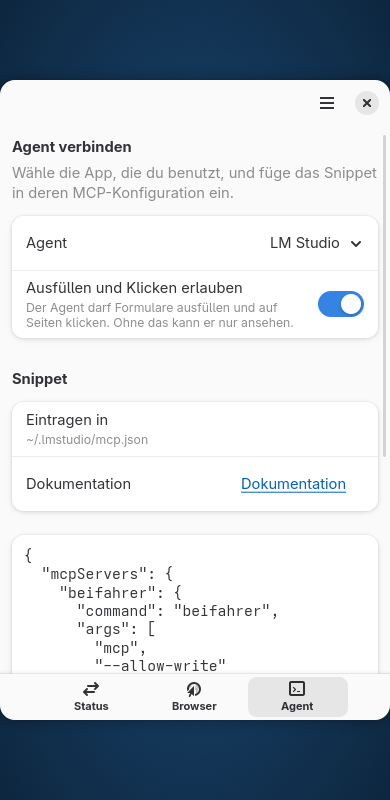 Agent verbinden
Wähle die App, die du benutzt, und füge das Snippet
in deren MCP-Konfiguration ein.
Agent
LM Studio
Ausfüllen und Klicken erlauben
Der Agent darf Formulare ausfüllen und auf
Seiten klicken. Ohne das kann er nur ansehen.
Snippet
Eintragen in
~/.lmstudio/mcp.json
Dokumentation
Dokumentation
{
  "mcpServers": {
    "beifahrer": {
      "command": "beifahrer",
      "args": [
        "mcp",
        "--allow-write"
Status
Browser
Agent